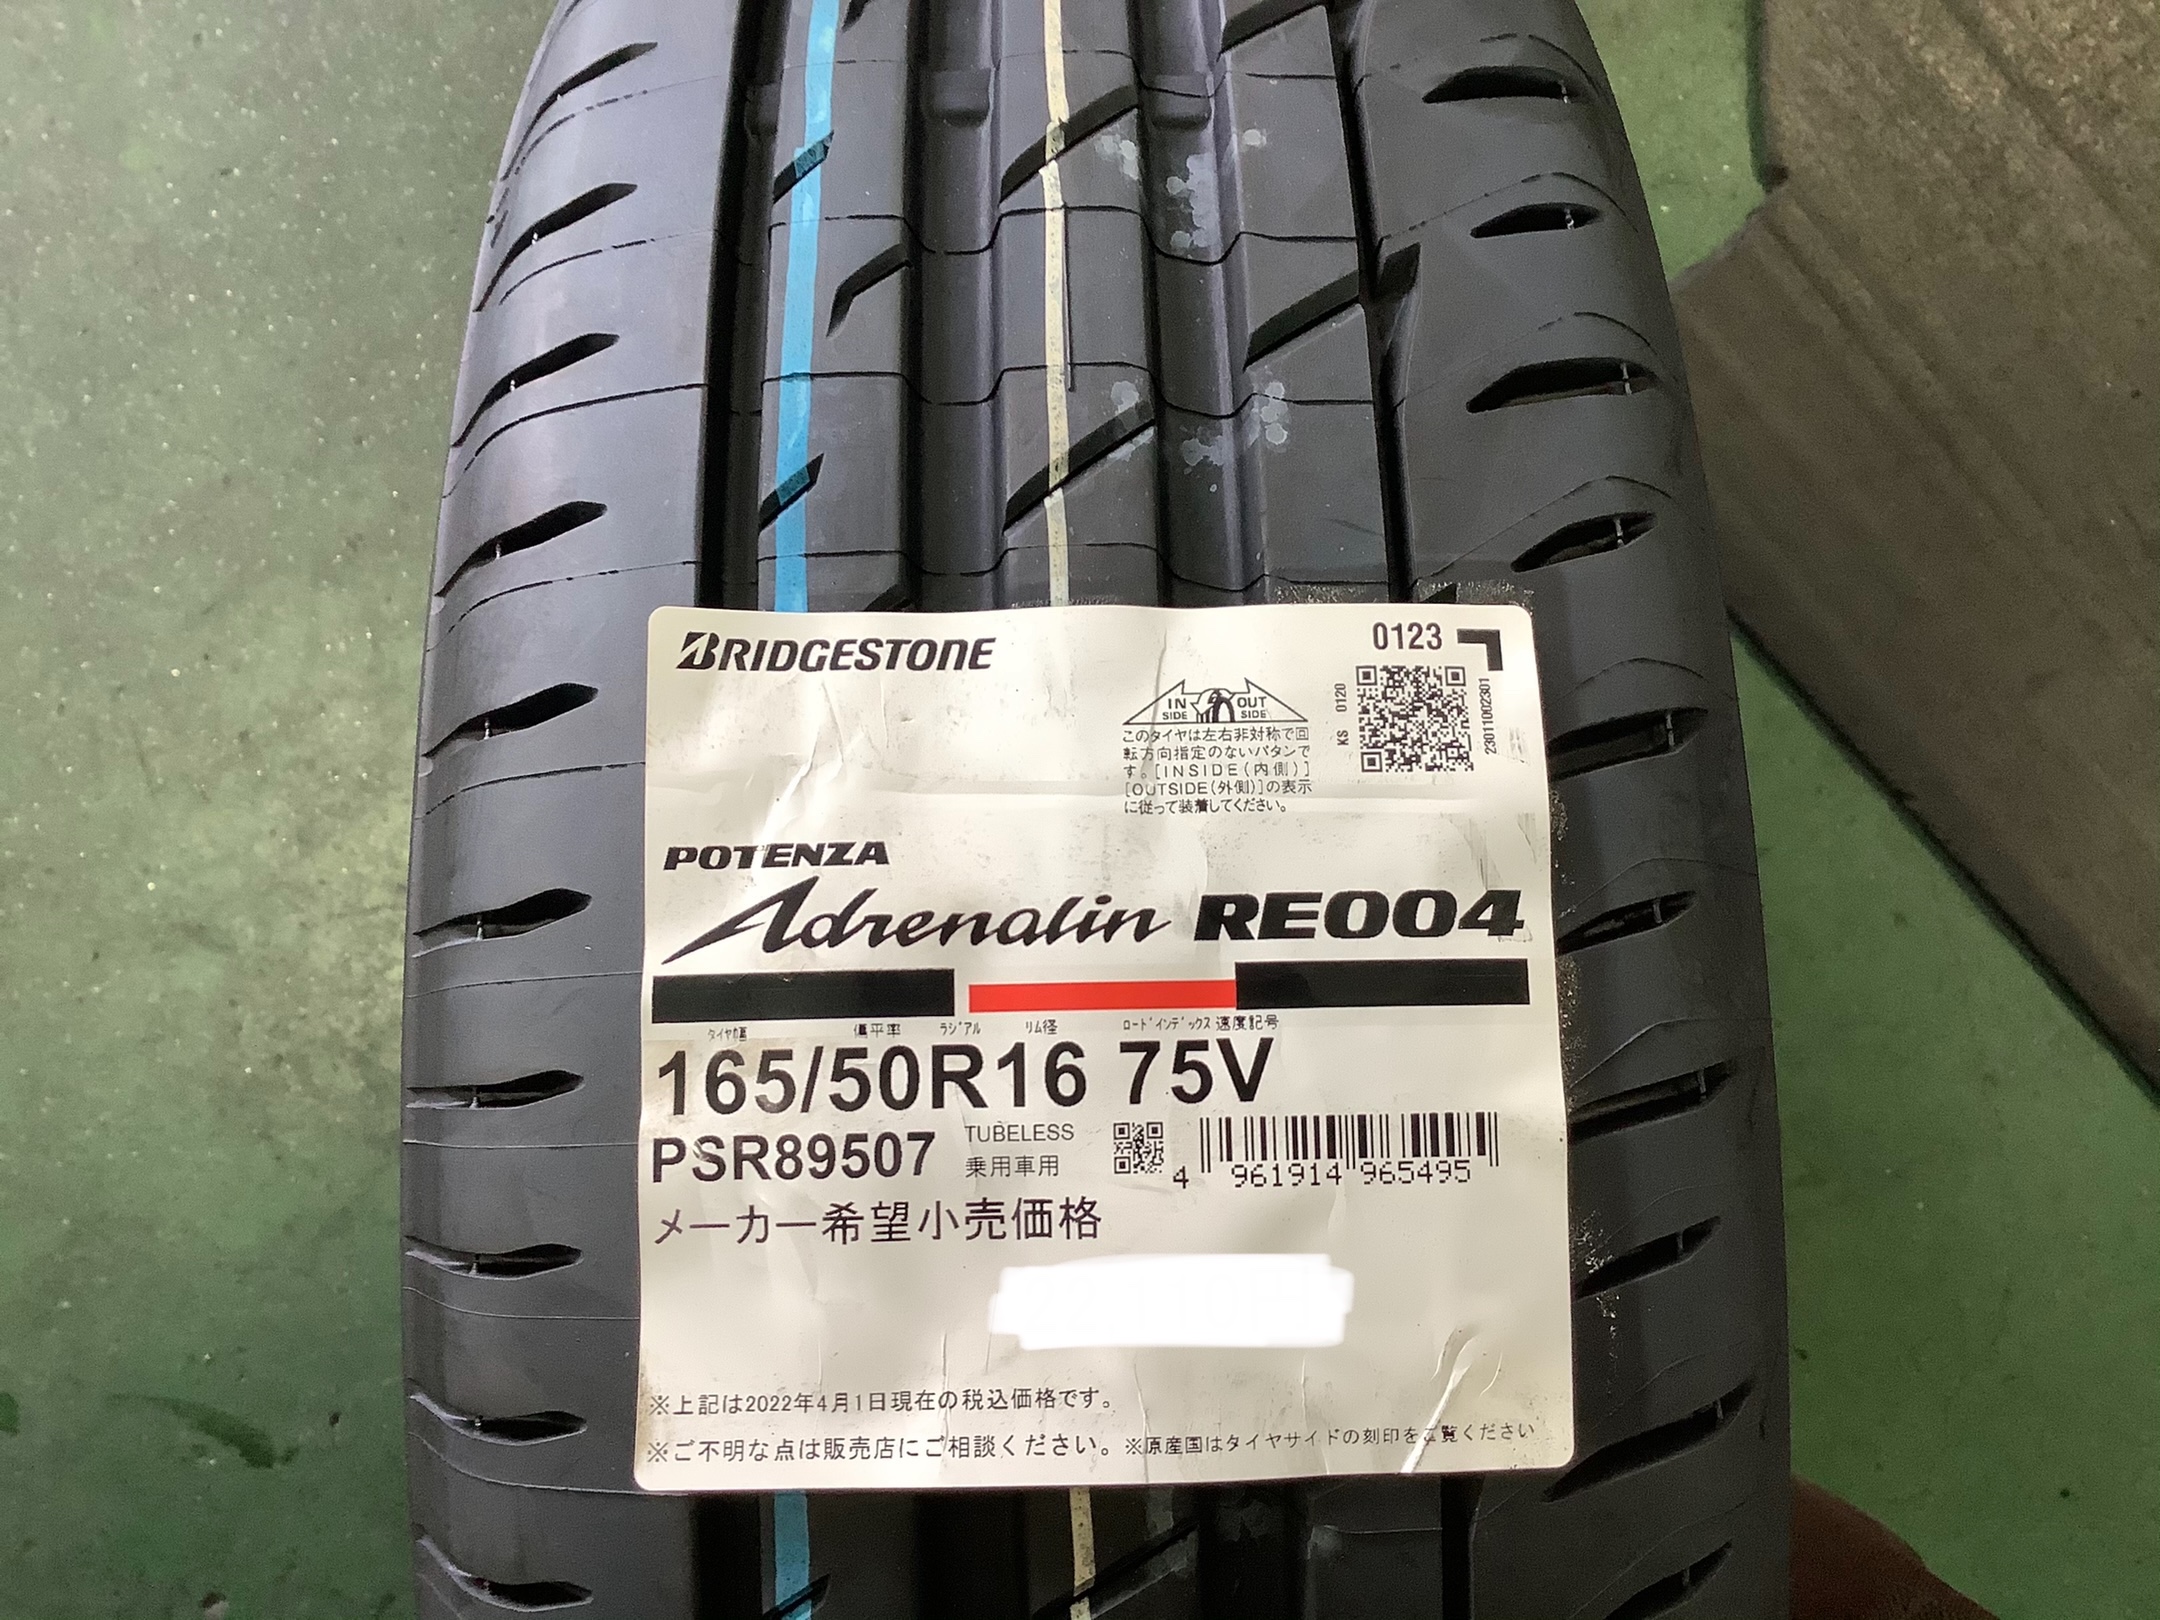 BRIDGESTONE
0123
IN SIDE OUT SIDE
KS 0120
23011002301
このタイヤは左右非対称で回
転方向指定のないパタンで
す。[INSIDE(内側)]
[OUTSIDE(外側)]の表示
に従って装着してください。
POTENZA
Adrenalin RE004
タイヤ幅 偏平率 ラジアル リム径 ロードインデックス 速度記号
165/50R16 75V
PSR89507 TUBELESS
乗用車用
4 961914 965495
メーカー希望小売価格
※上記は2022年4月1日現在の税込価格です。
※ご不明な点は販売店にご相談ください。※原産国はタイヤサイドの刻印をご覧ください